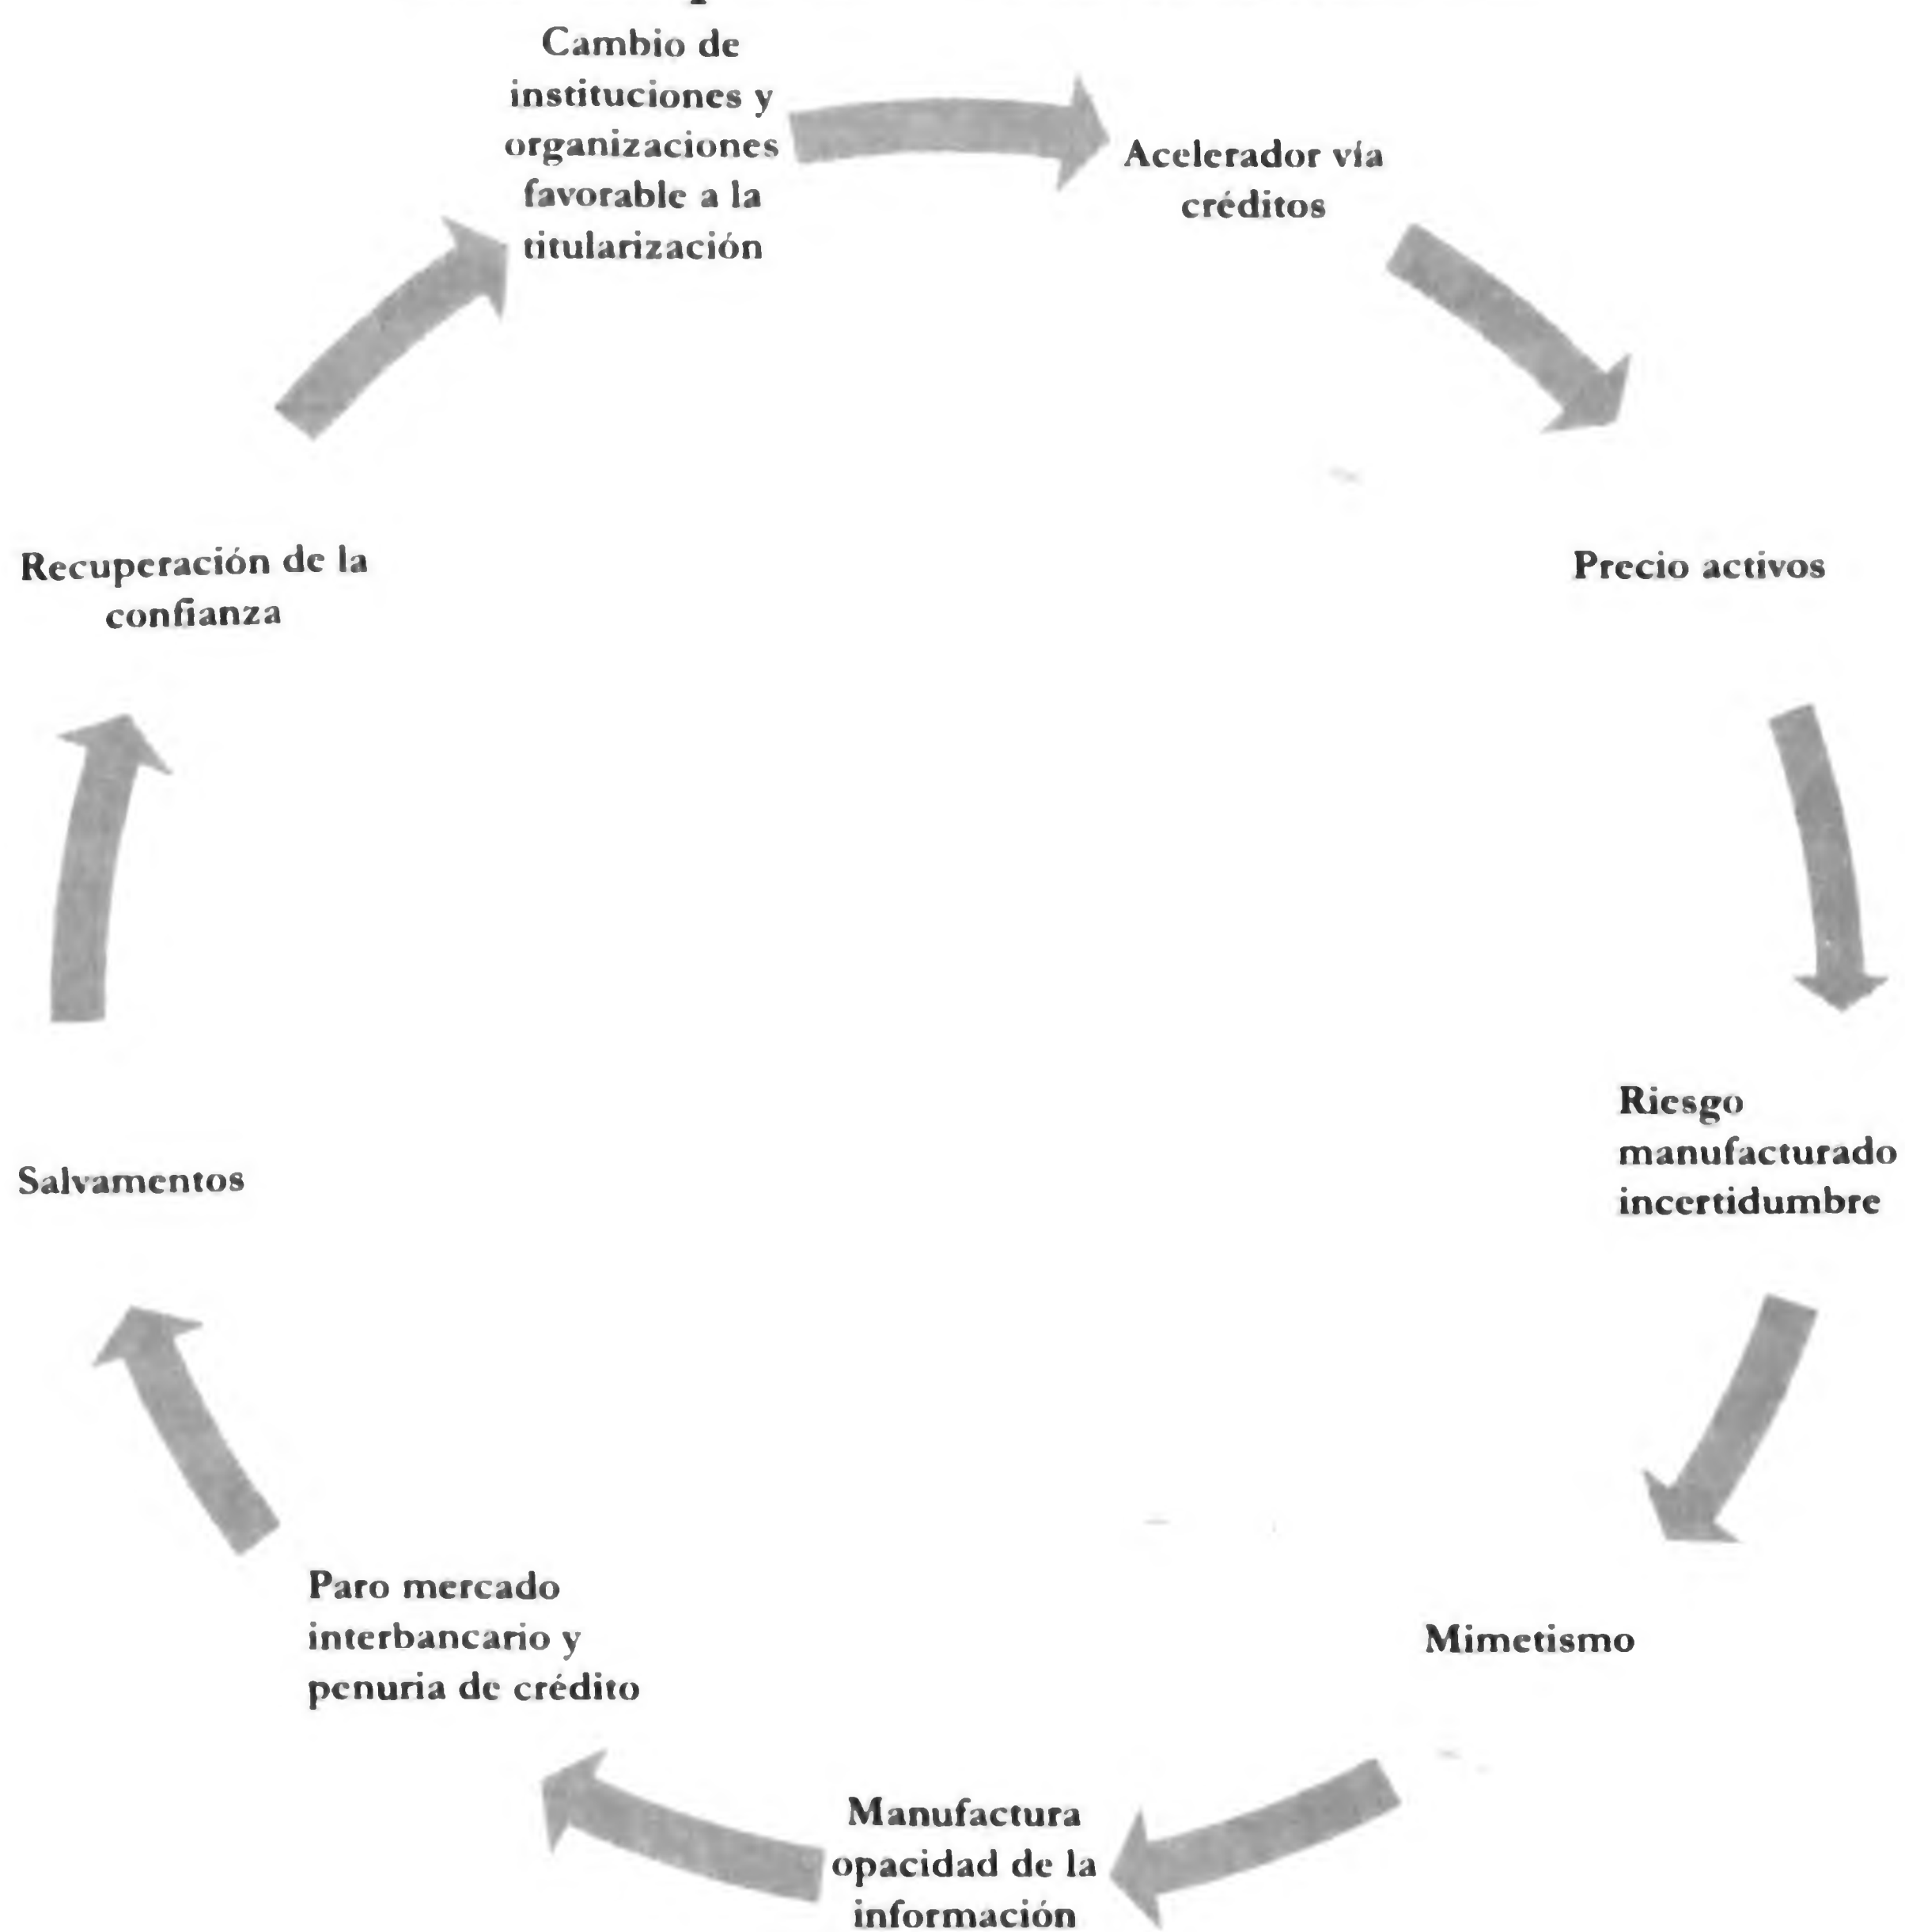 Cambio de
instituciones y
organizaciones
favorable a la
titularización
Acelerador vía
créditos
Precio activos
Riesgo
manufacturado
incertidumbre
Mimetismo
Manufactura
opacidad de la
información
Paro mercado
interbancario y
penuria de crédito
Salvamentos
Recuperación de la
confianza